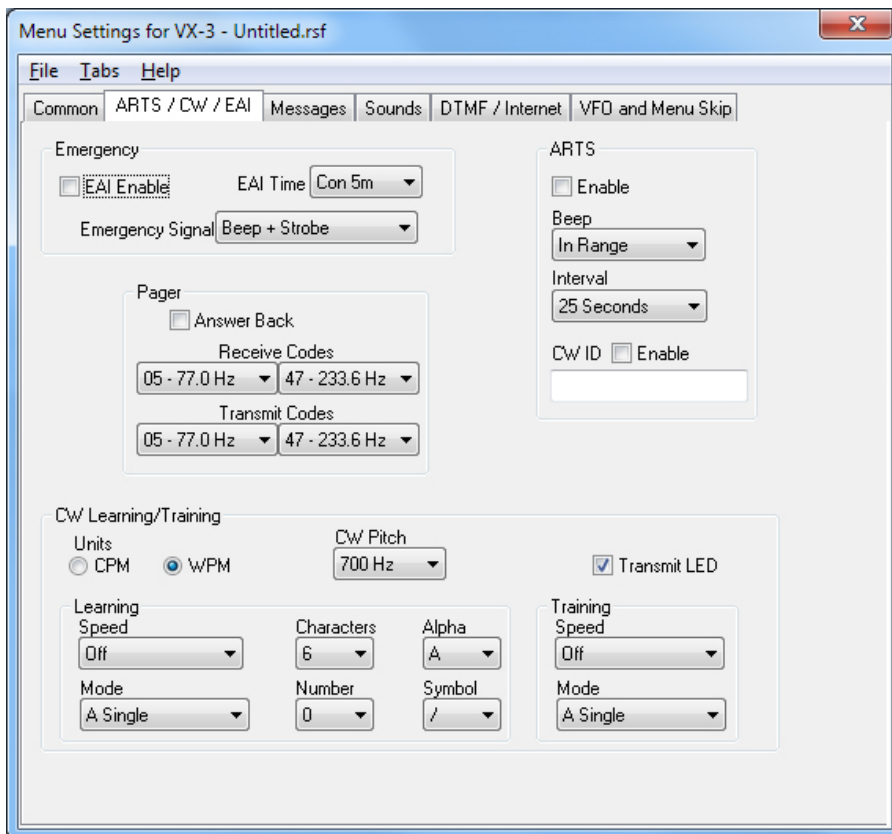 Menu Settings for VX-3 - Untitled.rsf
File Tabs Help
Common ARTS / CW / EAI Messages Sounds DTMF / Internet VFO and Menu Skip
Emergency
EAI Enable EAI Time Con 5m
Emergency Signal Beep + Strobe
ARTS
Enable
Beep
In Range
Interval
25 Seconds
CW ID Enable
Pager
Answer Back
Receive Codes
05 - 77.0 Hz 47 - 233.6 Hz
Transmit Codes
05 - 77.0 Hz 47 - 233.6 Hz
CW Learning/Training
Units
CPM WPM
CW Pitch
700 Hz
Transmit LED
Learning
Speed Characters Alpha
Off 6 A
Mode Number Symbol
A Single 0 /
Training
Speed
Off
Mode
A Single